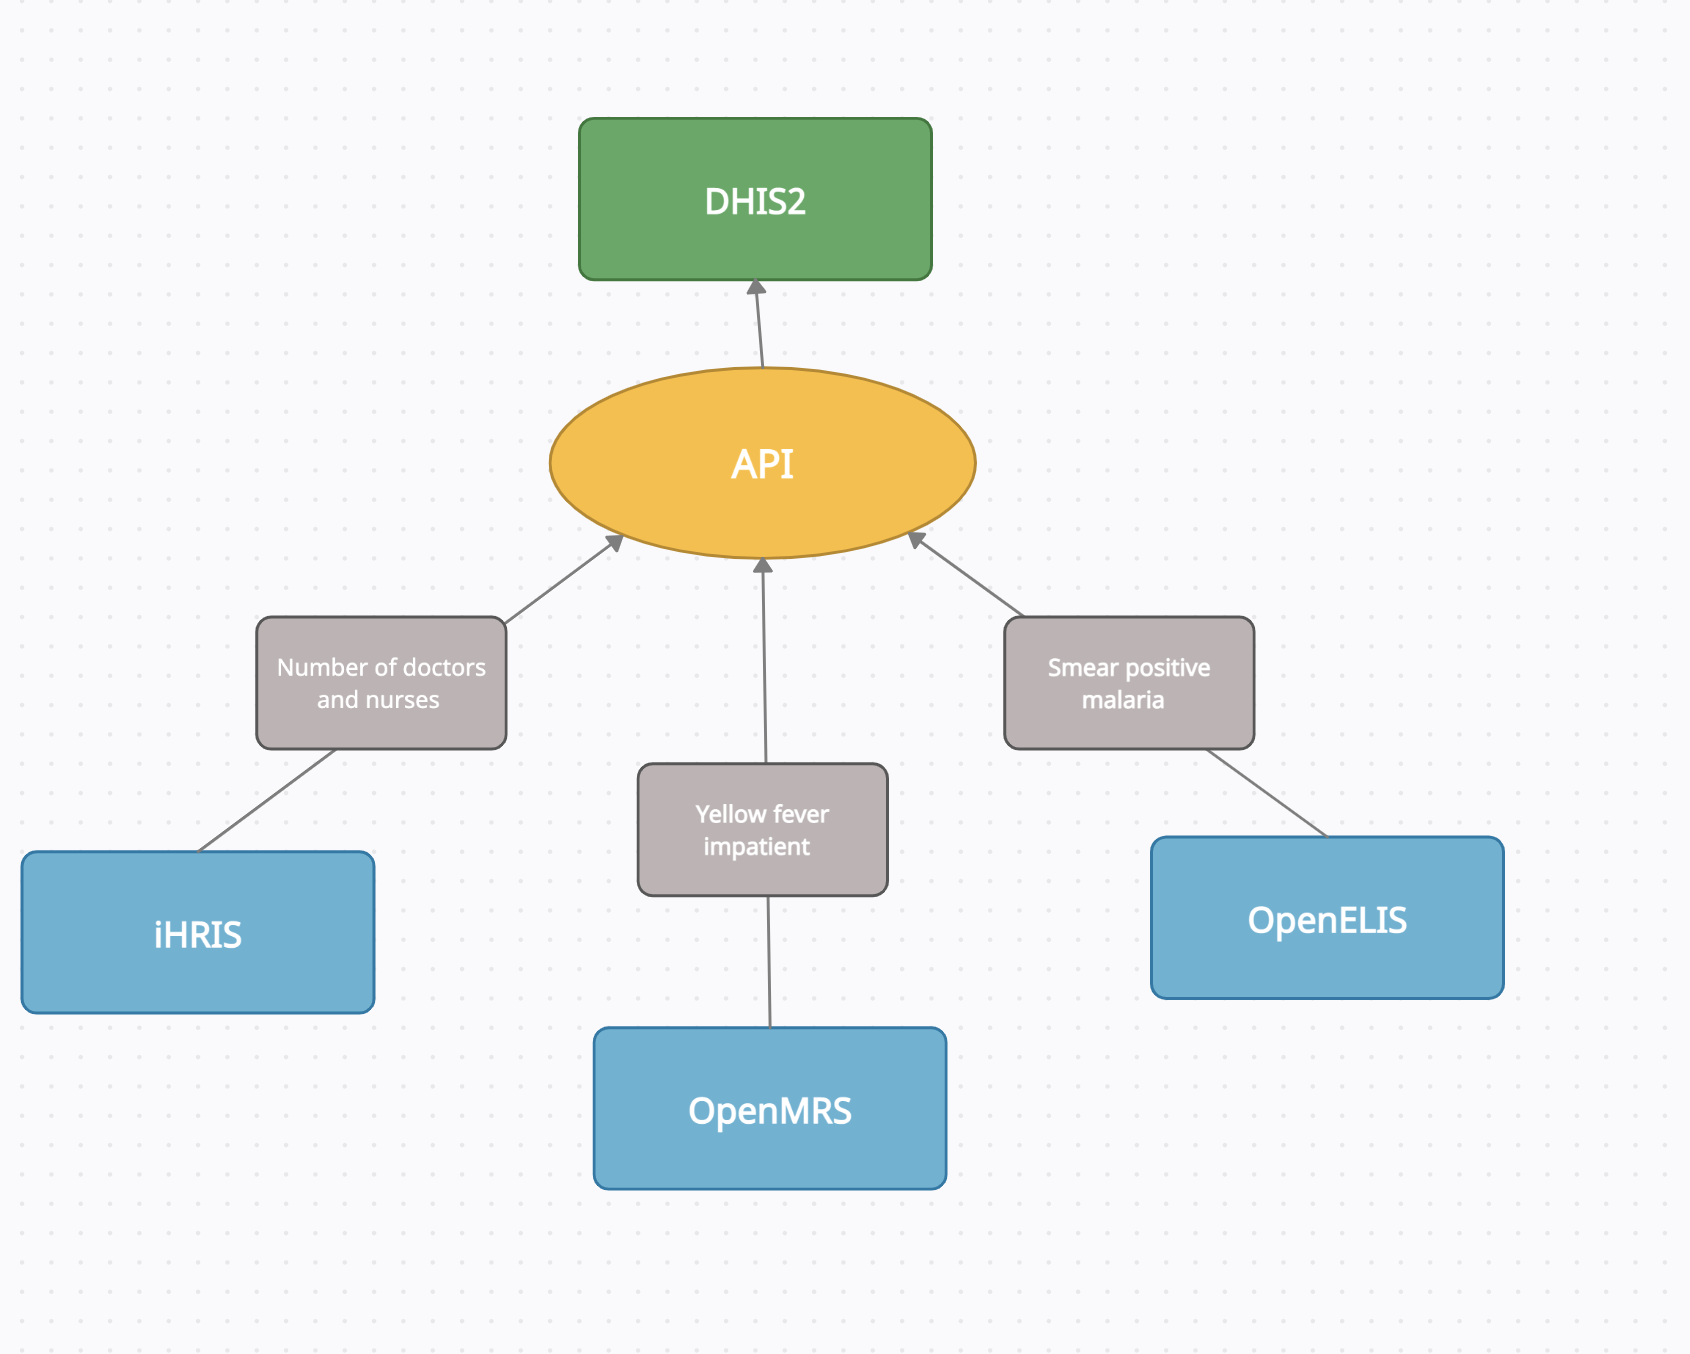 DHIS2
API
Number of doctors
and nurses
Smear positive
malaria
Yellow fever
impatient
iHRIS
OpenELIS
OpenMRS